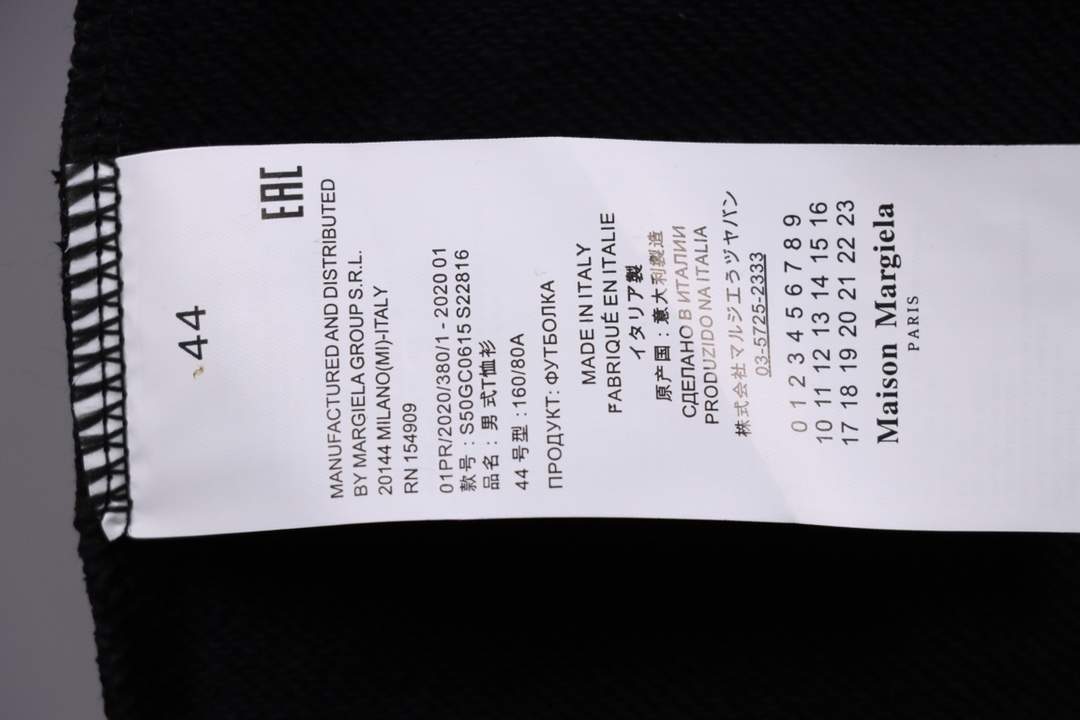 44
EAC
MANUFACTURED AND DISTRIBUTED
BY MARGIELA GROUP S.R.L.
20144 MILANO(MI)-ITALY
RN 154909
01PR/2020/380/1 - 2020 01
款号 : S50GC0615 S22816
品名 : 男 式T恤衫
44 号型 : 160/80A
ПРОДУКТ: ФУТБОЛКА
MADE IN ITALY
FABRIQUÉ EN ITALIE
イタリア製
原产国 : 意大利製造
СДЕЛАНО В ИТАЛИИ
PRODUZIDO NA ITALIA
株式会社マルジエラヅヤバン
03-5725-2333
0 1 2 3 4 5 6 7 8 9
10 11 12 13 14 15 16
17 18 19 20 21 22 23
Maison Margiela
PARIS